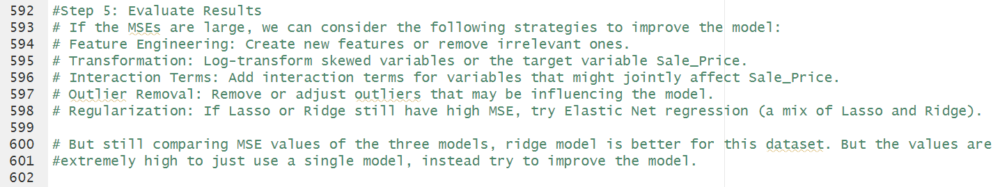 592 #Step 5: Evaluate Results
593 # If the MSEs are large, we can consider the following strategies to improve the model:
594 # Feature Engineering: Create new features or remove irrelevant ones.
595 # Transformation: Log-transform skewed variables or the target variable Sale_Price.
596 # Interaction Terms: Add interaction terms for variables that might jointly affect Sale_Price.
597 # Outlier Removal: Remove or adjust outliers that may be influencing the model.
598 # Regularization: If Lasso or Ridge still have high MSE, try Elastic Net regression (a mix of Lasso and Ridge).
599
600 # But still comparing MSE values of the three models, ridge model is better for this dataset. But the values are
601 #extremely high to just use a single model, instead try to improve the model.
602